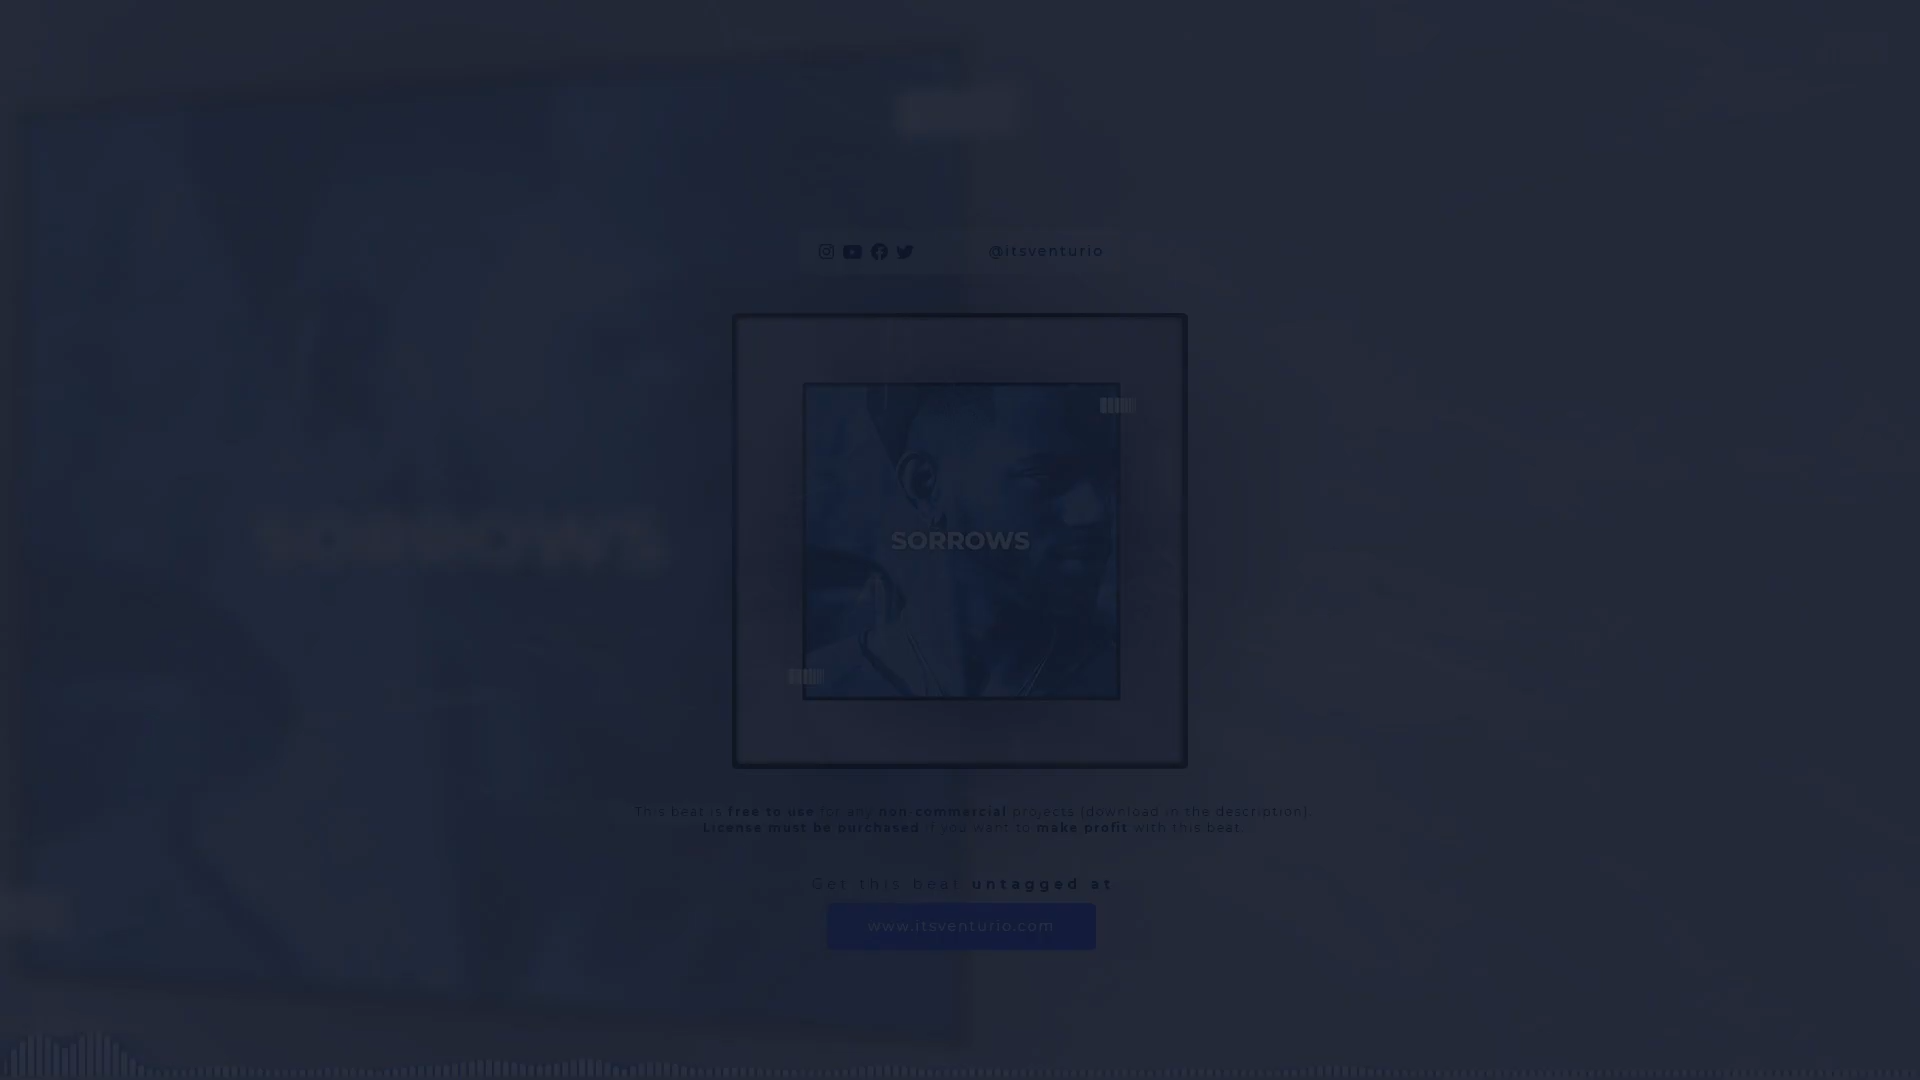 @itsventurio
SORROWS
This beat is free to use for any non-commercial projects (download in the description).
License must be purchased if you want to make profit with this beat.
Get this beat untagged at
www.itsventurio.com